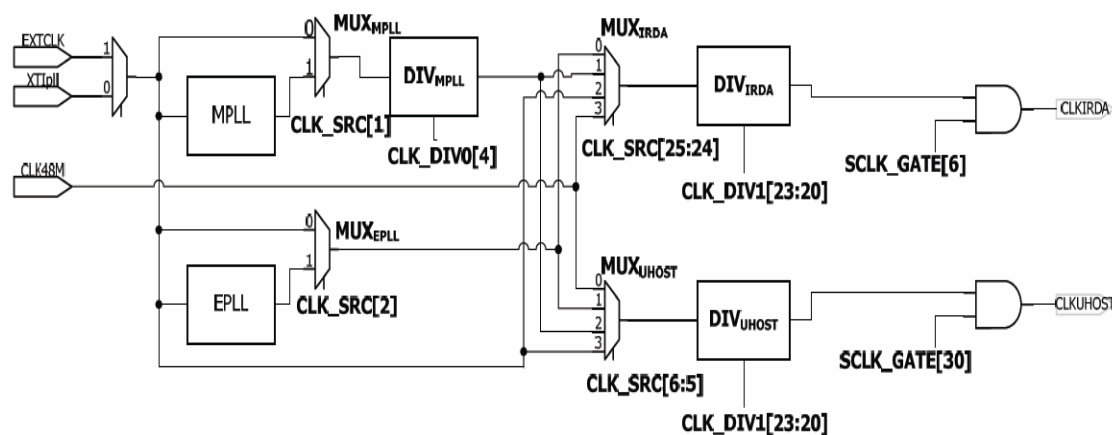 EXTCLK
1
XTIpll
0
MPLL
0
1
MUXMPLL
CLK_SRC[1]
DIVMPLL
CLK_DIV0[4]
MUXIRDA
0
1
2
3
CLK_SRC[25:24]
DIVIRDA
CLK_DIV1[23:20]
SCLK_GATE[6]
CLKIRDA
CLK48M
EPLL
0
1
MUXEPLL
CLK_SRC[2]
MUXUHOST
0
1
2
3
CLK_SRC[6:5]
DIVUHOST
CLK_DIV1[23:20]
SCLK_GATE[30]
CLKUHOST